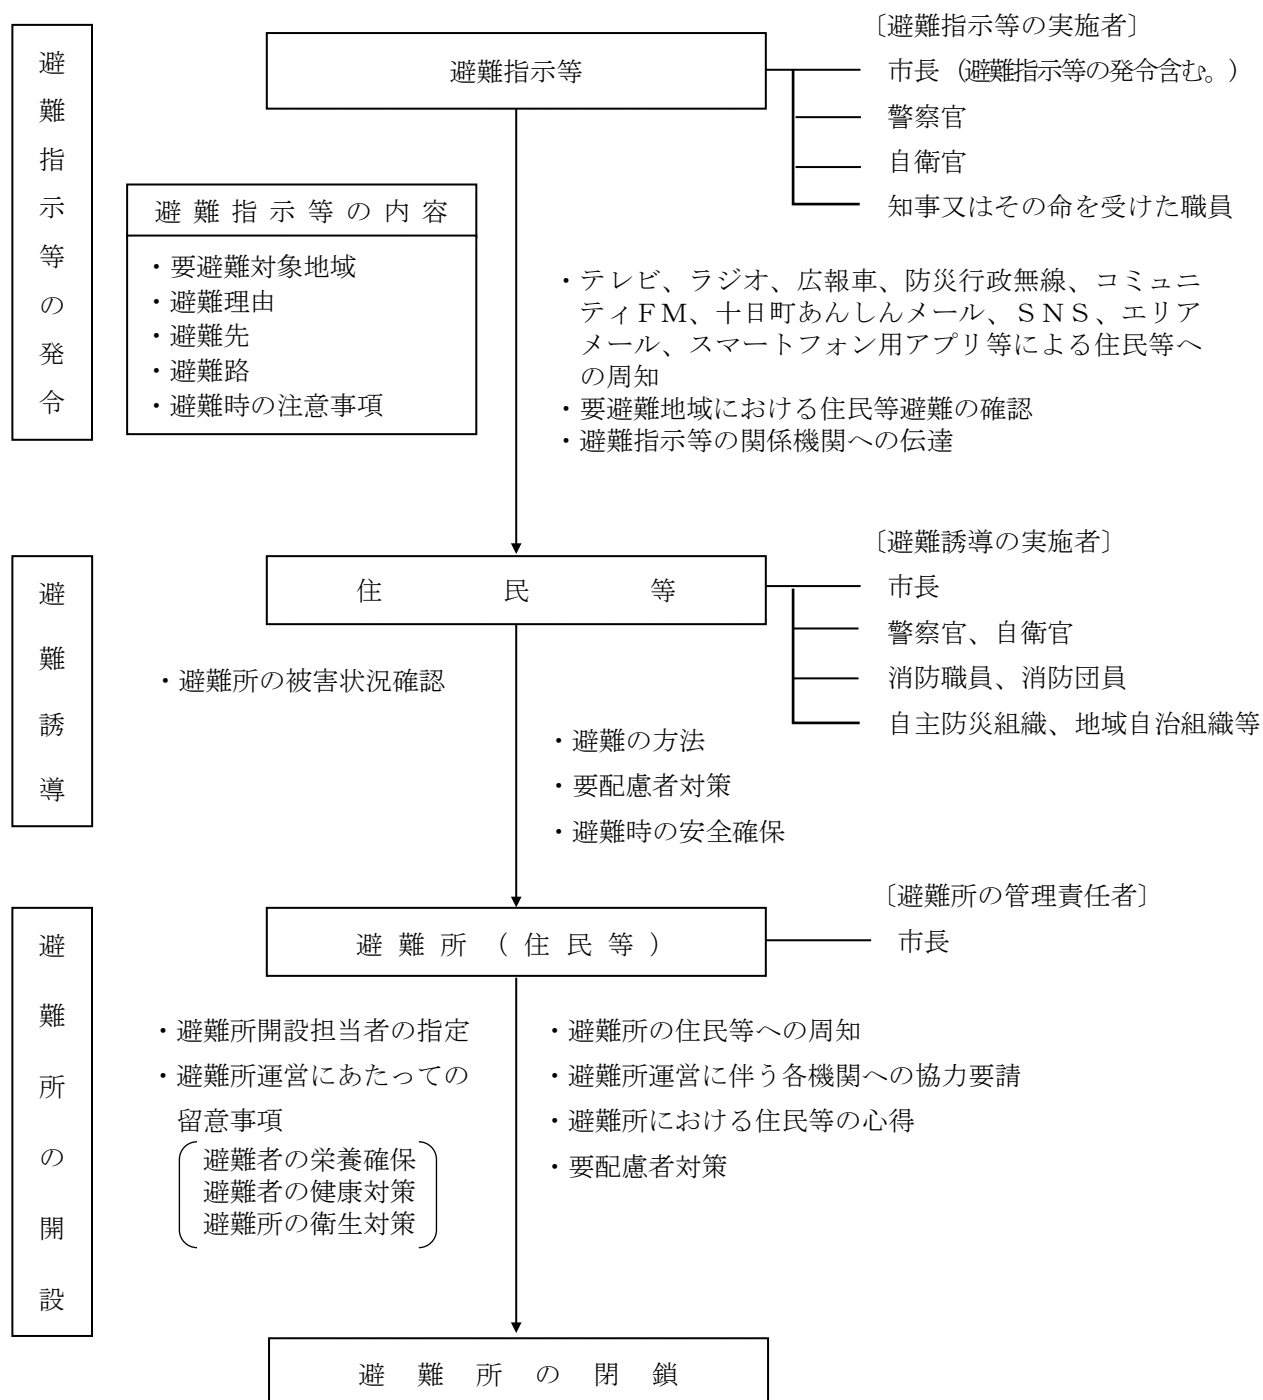 避難指示等の発令
〔避難指示等の実施者〕
避難指示等
市長（避難指示等の発令含む。）
警察官
自衛官
知事又はその命を受けた職員
避難指示等の内容
・要避難対象地域
・避難理由
・避難先
・避難路
・避難時の注意事項
・テレビ、ラジオ、広報車、防災行政無線、コミュニ
ティＦＭ、十日町あんしんメール、ＳＮＳ、エリア
メール、スマートフォン用アプリ等による住民等へ
の周知
・要避難地域における住民等避難の確認
・避難指示等の関係機関への伝達
避難誘導
〔避難誘導の実施者〕
住民等
市長
警察官、自衛官
消防職員、消防団員
自主防災組織、地域自治組織等
・避難所の被害状況確認
・避難の方法
・要配慮者対策
・避難時の安全確保
避難所の開設
〔避難所の管理責任者〕
避難所（住民等）
市長
・避難所開設担当者の指定
・避難所運営にあたっての
留意事項
避難者の栄養確保
避難者の健康対策
避難所の衛生対策
・避難所の住民等への周知
・避難所運営に伴う各機関への協力要請
・避難所における住民等の心得
・要配慮者対策
避難所の閉鎖